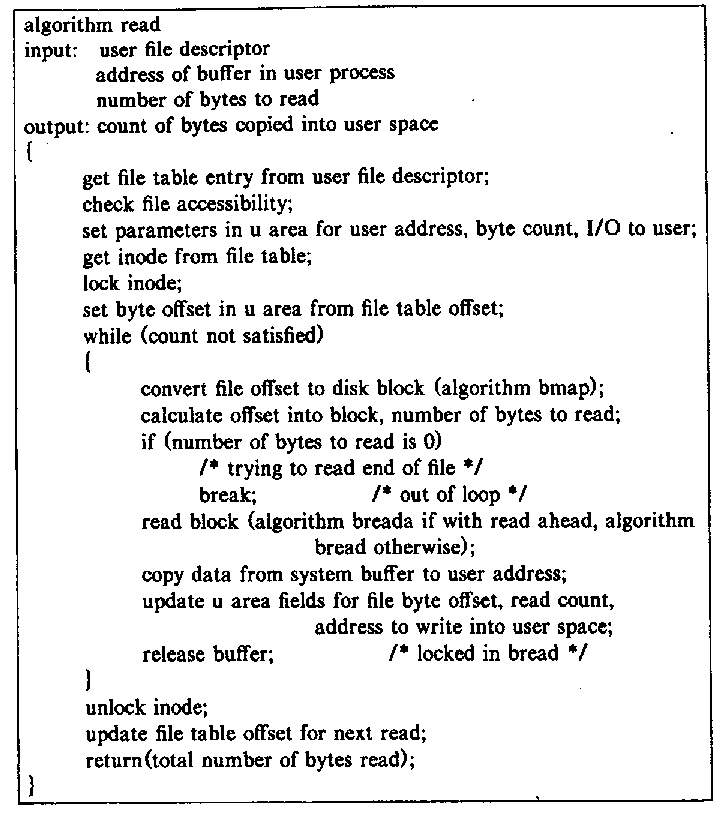 algorithm read
input: user file descriptor
address of buffer in user process
number of bytes to read
output: count of bytes copied into user space
{
get file table entry from user file descriptor;
check file accessibility;
set parameters in u area for user address, byte count, I/O to user;
get inode from file table;
lock inode;
set byte offset in u area from file table offset;
while (count not satisfied)
{
convert file offset to disk block (algorithm bmap);
calculate offset into block, number of bytes to read;
if (number of bytes to read is 0)
/* trying to read end of file */
break; /* out of loop */
read block (algorithm breada if with read ahead, algorithm
bread otherwise);
copy data from system buffer to user address;
update u area fields for file byte offset, read count,
address to write into user space;
release buffer; /* locked in bread */
}
unlock inode;
update file table offset for next read;
return(total number of bytes read);
}